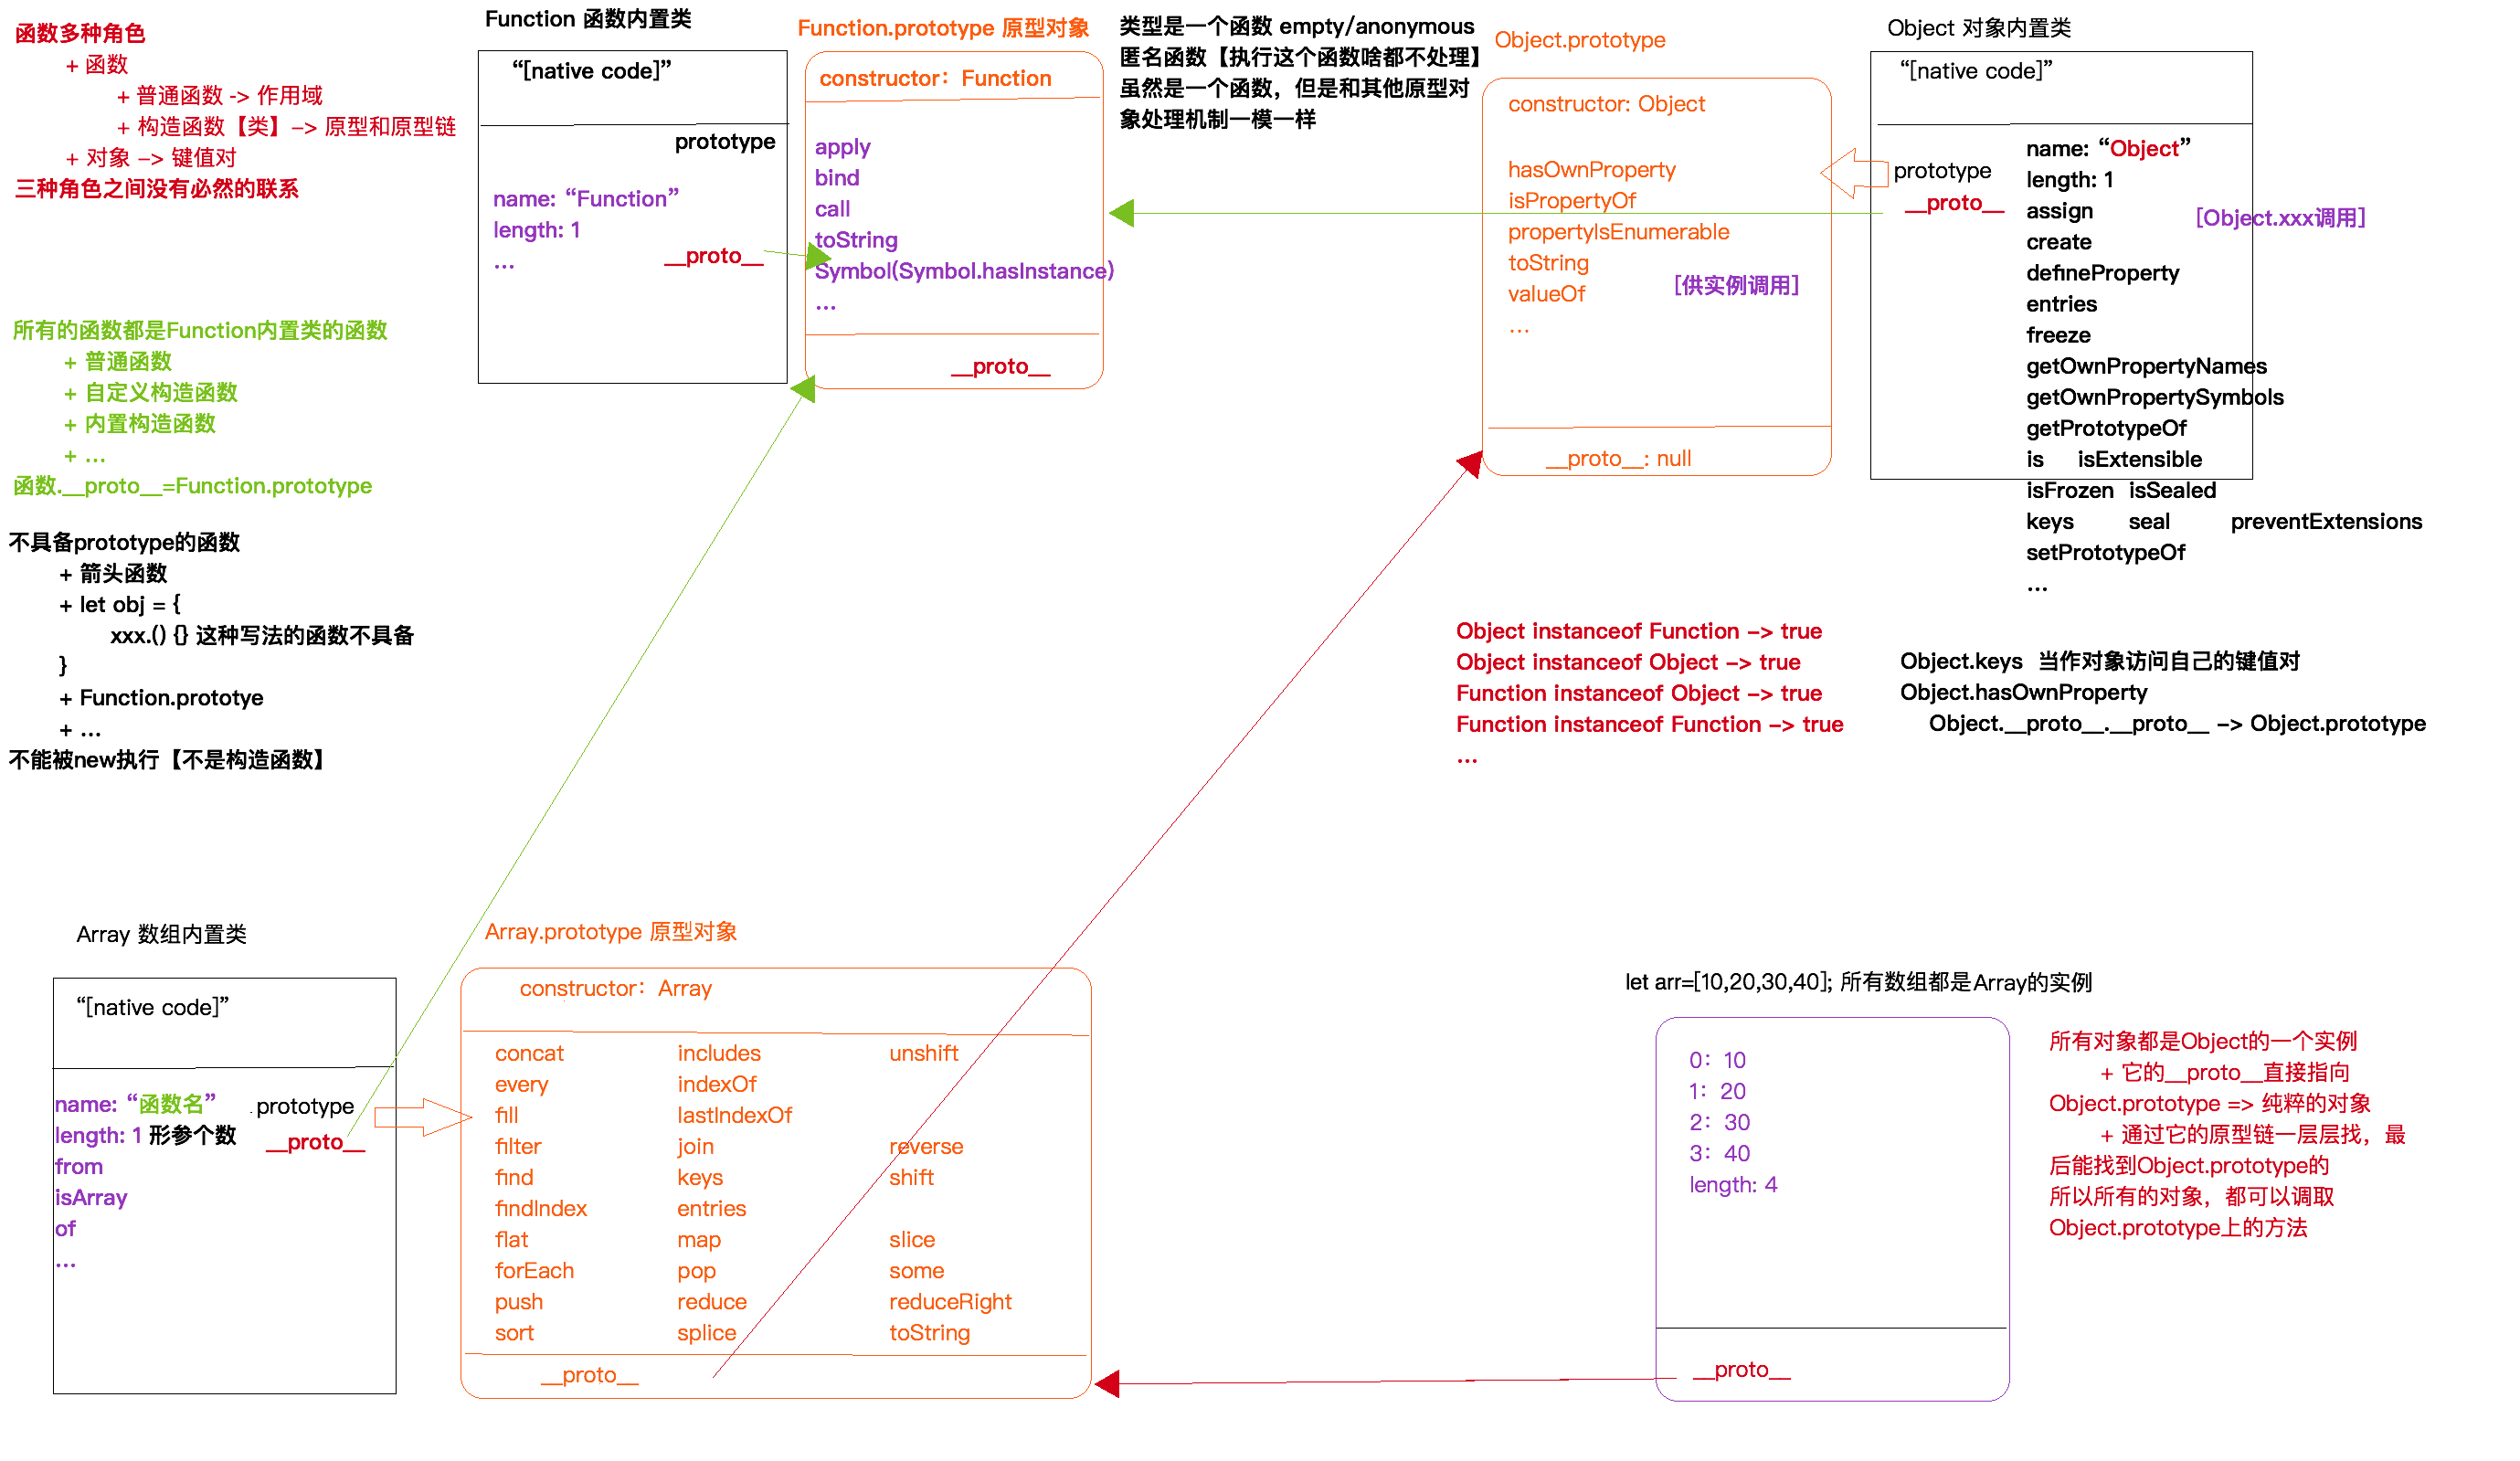 函数多种角色
+ 函数
+ 普通函数 -> 作用域
+ 构造函数【类】-> 原型和原型链
+ 对象 -> 键值对
三种角色之间没有必然的联系
所有的函数都是Function内置类的函数
+ 普通函数
+ 自定义构造函数
+ 内置构造函数
+ ...
函数.__proto__=Function.prototype
不具备prototype的函数
+ 箭头函数
+ let obj = {
xxx.() {} 这种写法的函数不具备
}
+ Function.prototye
+ ...
不能被new执行【不是构造函数】
Function 函数内置类
“[native code]”
prototype
name: “Function”
length: 1
...
__proto__
Function.prototype 原型对象
constructor：Function
apply
bind
call
toString
Symbol(Symbol.hasInstance)
...
__proto__
类型是一个函数 empty/anonymous
匿名函数【执行这个函数啥都不处理】
虽然是一个函数，但是和其他原型对
象处理机制一模一样
Object.prototype
constructor: Object
hasOwnProperty
isPropertyOf
propertyIsEnumerable
toString
valueOf
...
[供实例调用]
__proto__: null
Object 对象内置类
“[native code]”
prototype
__proto__
name: “Object”
length: 1
assign
create
defineProperty
entries
freeze
getOwnPropertyNames
getOwnPropertySymbols
getPrototypeOf
is isExtensible
isFrozen isSealed
keys seal preventExtensions
setPrototypeOf
...
[Object.xxx调用]
Object instanceof Function -> true
Object instanceof Object -> true
Function instanceof Object -> true
Function instanceof Function -> true
...
Object.keys 当作对象访问自己的键值对
Object.hasOwnProperty
Object.__proto__.__proto__ -> Object.prototype
Array 数组内置类
“[native code]”
name: “函数名”
length: 1 形参个数
from
isArray
of
...
prototype
__proto__
Array.prototype 原型对象
constructor：Array
concat includes unshift
every indexOf
fill lastIndexOf
filter join reverse
find keys shift
findIndex entries
flat map slice
forEach pop some
push reduce reduceRight
sort splice toString
__proto__
let arr=[10,20,30,40]; 所有数组都是Array的实例
0：10
1：20
2：30
3：40
length: 4
__proto__
所有对象都是Object的一个实例
+ 它的__proto__直接指向
Object.prototype => 纯粹的对象
+ 通过它的原型链一层层找，最
后能找到Object.prototype的
所以所有的对象，都可以调取
Object.prototype上的方法